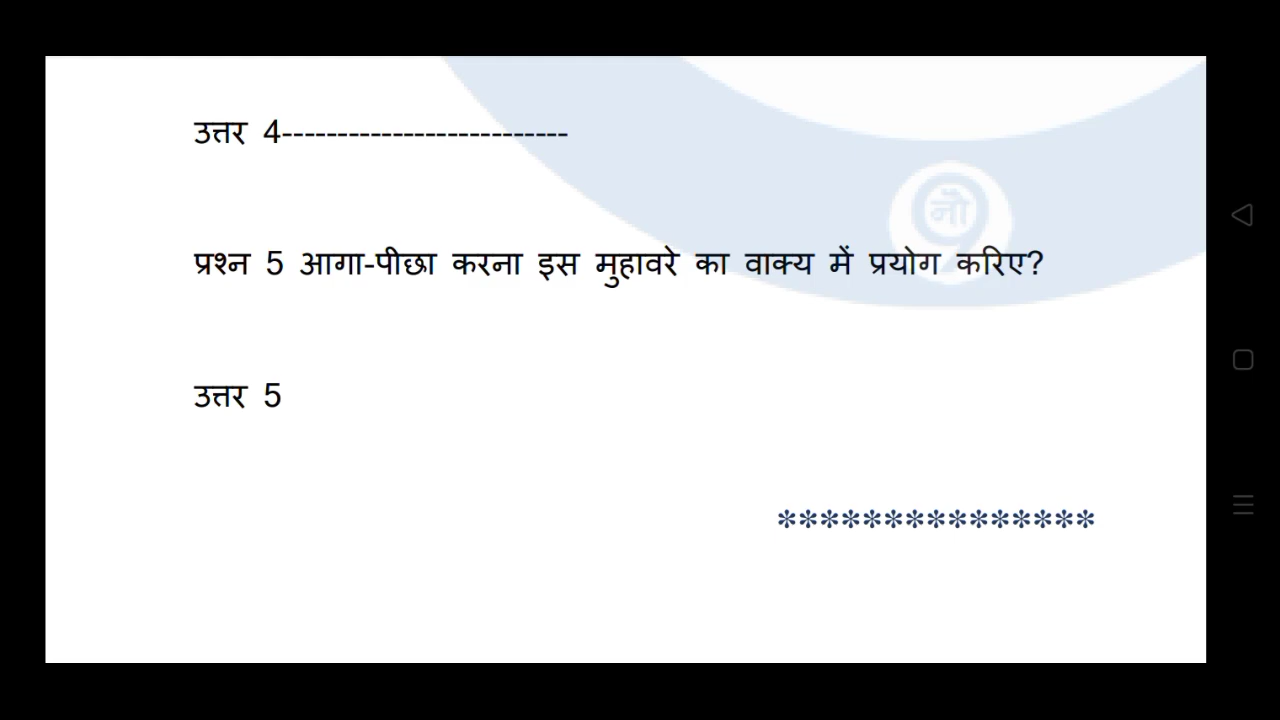 उत्तर 4--------------------------
नौ
प्रश्न 5 आगा-पीछा करना इस मुहावरे का वाक्य में प्रयोग करिए?
उत्तर 5
***************